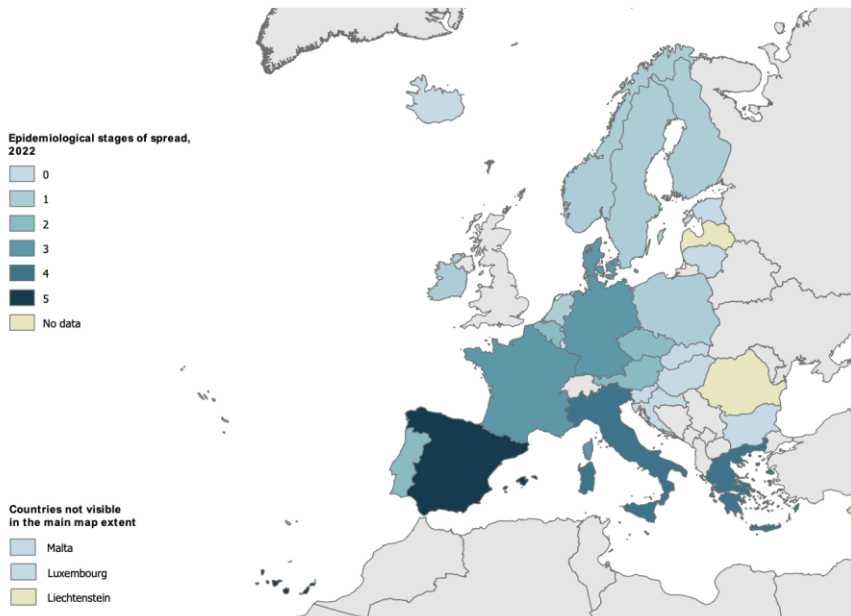 Epidemiological stages of spread,
2022
0
1
2
3
4
5
No data
Countries not visible
in the main map extent
Malta
Luxembourg
Liechtenstein